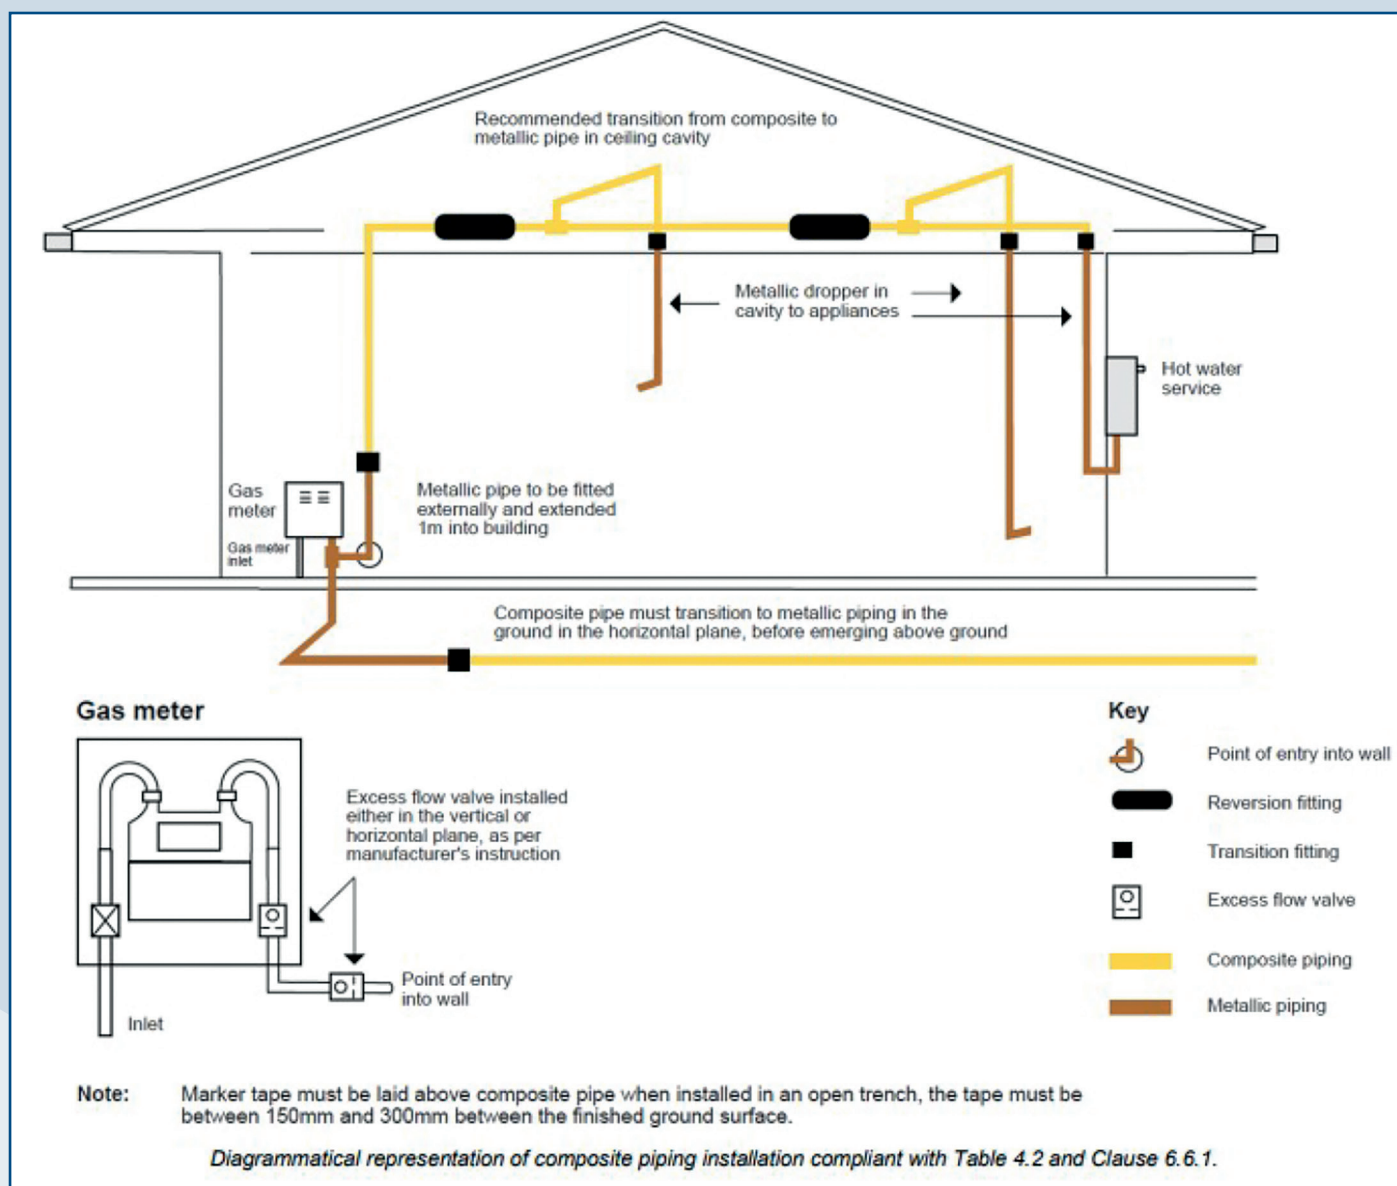 Recommended transition from composite to
metallic pipe in ceiling cavity
Metallic dropper in
cavity to appliances
Hot water
service
Gas
meter
Gas meter
inlet
Metallic pipe to be fitted
externally and extended
1m into building
Composite pipe must transition to metallic piping in the
ground in the horizontal plane, before emerging above ground
Gas meter
Excess flow valve installed
either in the vertical or
horizontal plane, as per
manufacturer's instruction
Point of entry
into wall
Inlet
Key
Point of entry into wall
Reversion fitting
Transition fitting
Excess flow valve
Composite piping
Metallic piping
Note: Marker tape must be laid above composite pipe when installed in an open trench, the tape must be
between 150mm and 300mm between the finished ground surface.
Diagrammatical representation of composite piping installation compliant with Table 4.2 and Clause 6.6.1.